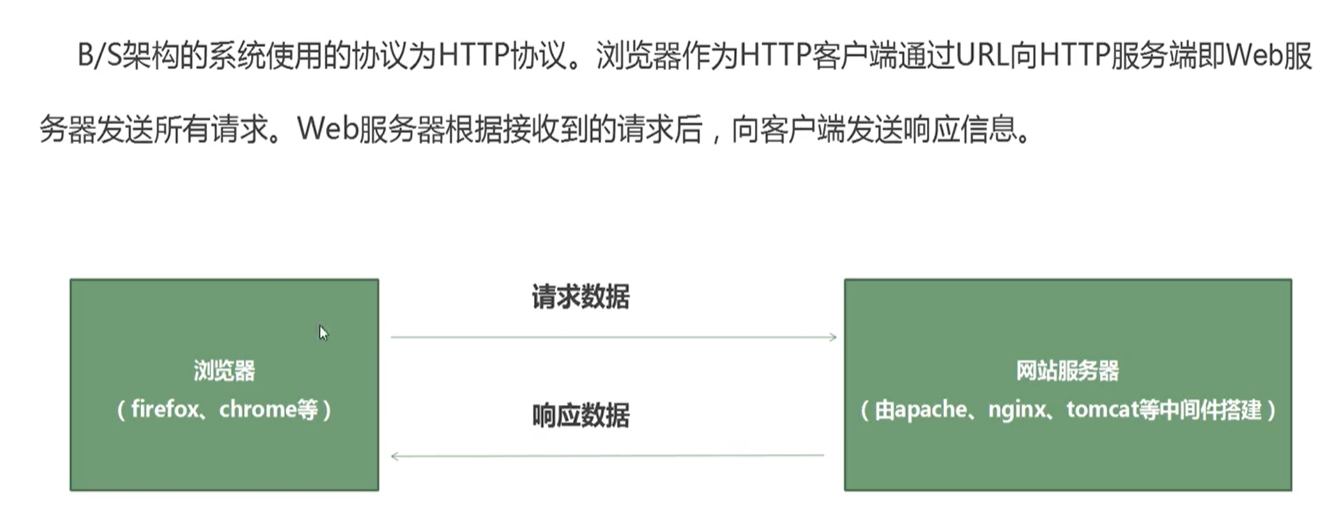 B/S架构的系统使用的协议为HTTP协议。浏览器作为HTTP客户端通过URL向HTTP服务端即Web服
务器发送所有请求。Web服务器根据接收到的请求后，向客户端发送响应信息。
请求数据
浏览器
（firefox、chrome等）
网站服务器
（由apache、nginx、tomcat等中间件搭建）
响应数据